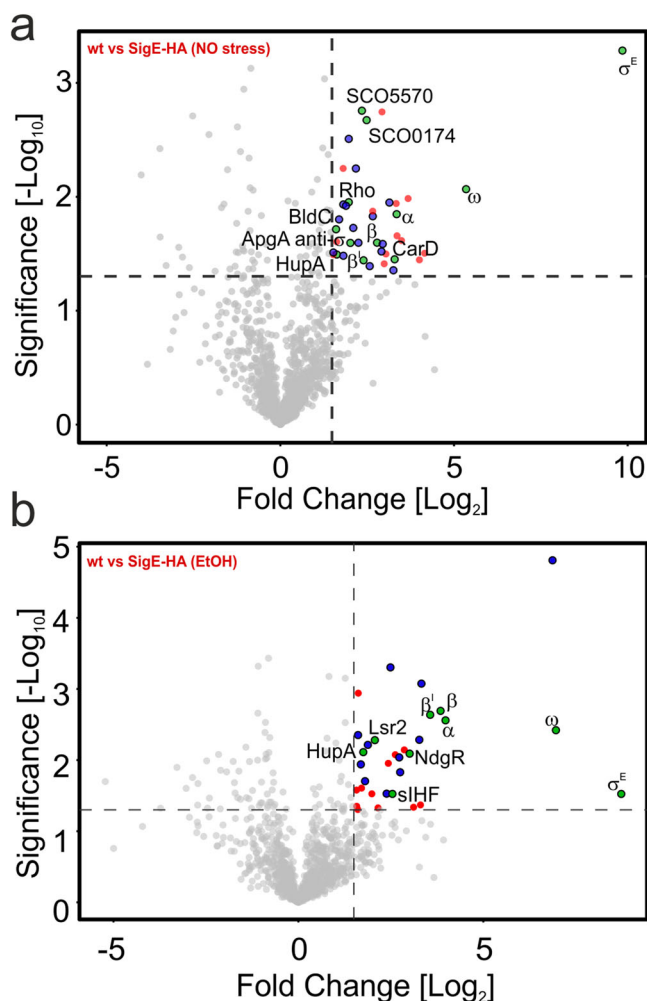 a
wt vs SigE-HA (NO stress)
σᴱ
SCO5570
SCO0174
Rho
ω
BldC
α
ApgA anti-σ
β
CarD
HupA
βᴵ
3
2
1
0
Significance [-Log₁₀]
-5
0
5
10
Fold Change [Log₂]
b
wt vs SigE-HA (EtOH)
βᴵ
β
α
Lsr2
ω
HupA
NdgR
sIHF
σᴱ
5
4
3
2
1
0
Significance [-Log₁₀]
-5
0
5
Fold Change [Log₂]